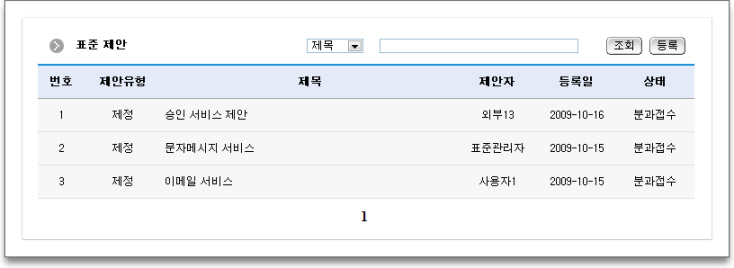 표준 제안 제목 조회 등록
번호 제안유형 제목 제안자 등록일 상태
1 제정 승인 서비스 제안 외부13 2009-10-16 분과접수
2 제정 문자메시지 서비스 표준관리자 2009-10-15 분과접수
3 제정 이메일 서비스 사용자1 2009-10-15 분과접수
1